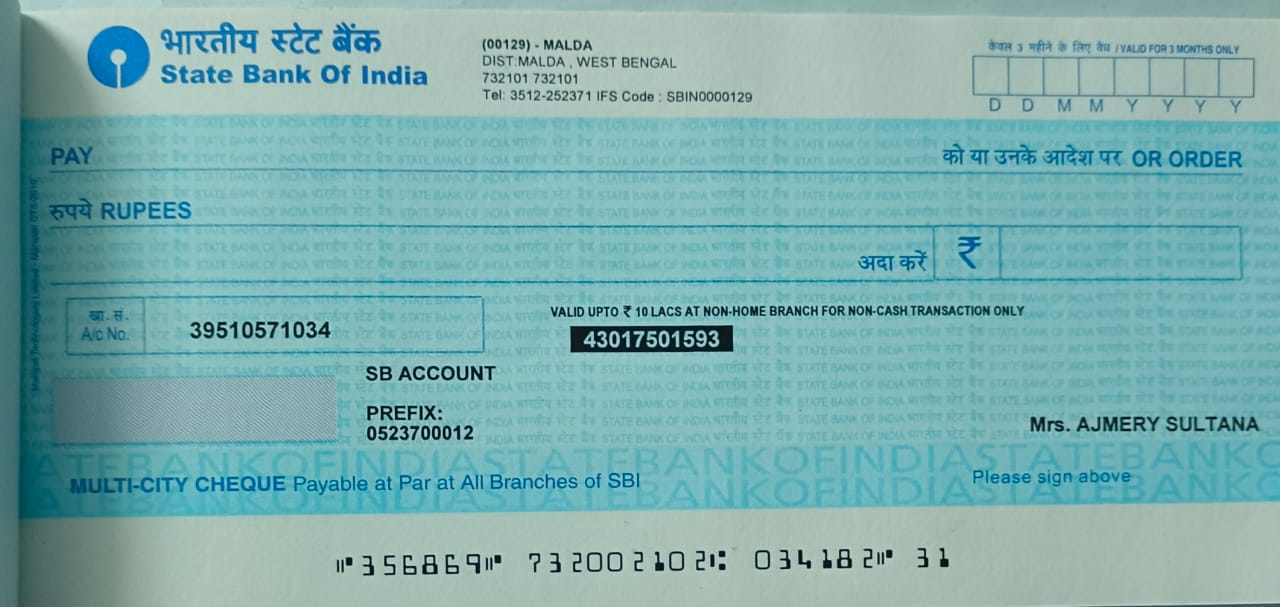 भारतीय स्टेट बैंक
State Bank Of India
(00129) - MALDA
DIST:MALDA , WEST BENGAL
732101 732101
Tel: 3512-252371 IFS Code : SBIN0000129
केवल 3 महीने के लिए वैध / VALID FOR 3 MONTHS ONLY
D D M M Y Y Y Y
PAY
को या उनके आदेश पर OR ORDER
रुपये RUPEES
अदा करें ₹
खा. सं.
A/c No.
39510571034
VALID UPTO ₹ 10 LACS AT NON-HOME BRANCH FOR NON-CASH TRANSACTION ONLY
43017501593
SB ACCOUNT
PREFIX:
0523700012
Mrs. AJMERY SULTANA
MULTI-CITY CHEQUE Payable at Par at All Branches of SBI
Please sign above
⑈356869⑈ 732002102⑆ 034182⑈ 31